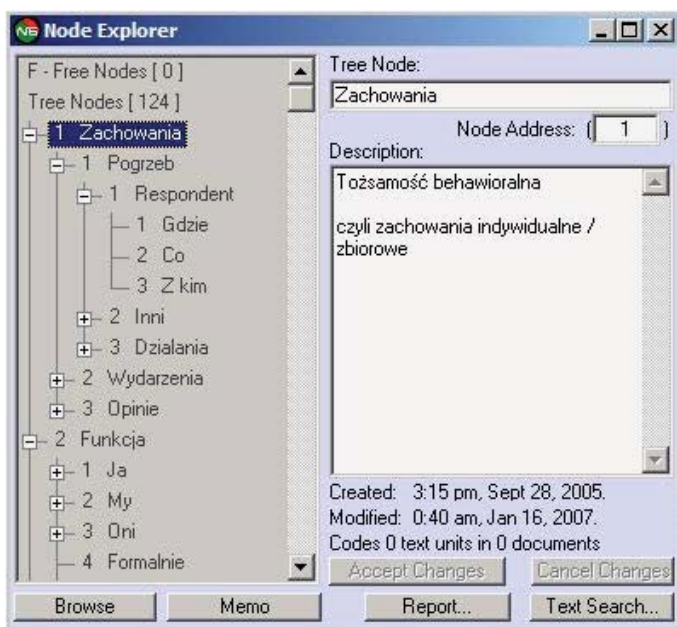 N6 Node Explorer
F - Free Nodes [ 0 ]
Tree Nodes [ 124 ]
1 Zachowania
1 Pogrzeb
1 Respondent
1 Gdzie
2 Co
3 Z kim
2 Inni
3 Dzialania
2 Wydarzenia
3 Opinie
2 Funkcja
1 Ja
2 My
3 Oni
4 Formalnie
Tree Node:
Zachowania
Node Address: ( 1 )
Description:
Tożsamość behawioralna
czyli zachowania indywidualne /
zbiorowe
Created: 3:15 pm, Sept 28, 2005.
Modified: 0:40 am, Jan 16, 2007.
Codes 0 text units in 0 documents
Accept Changes Cancel Changes
Browse Memo Report... Text Search...